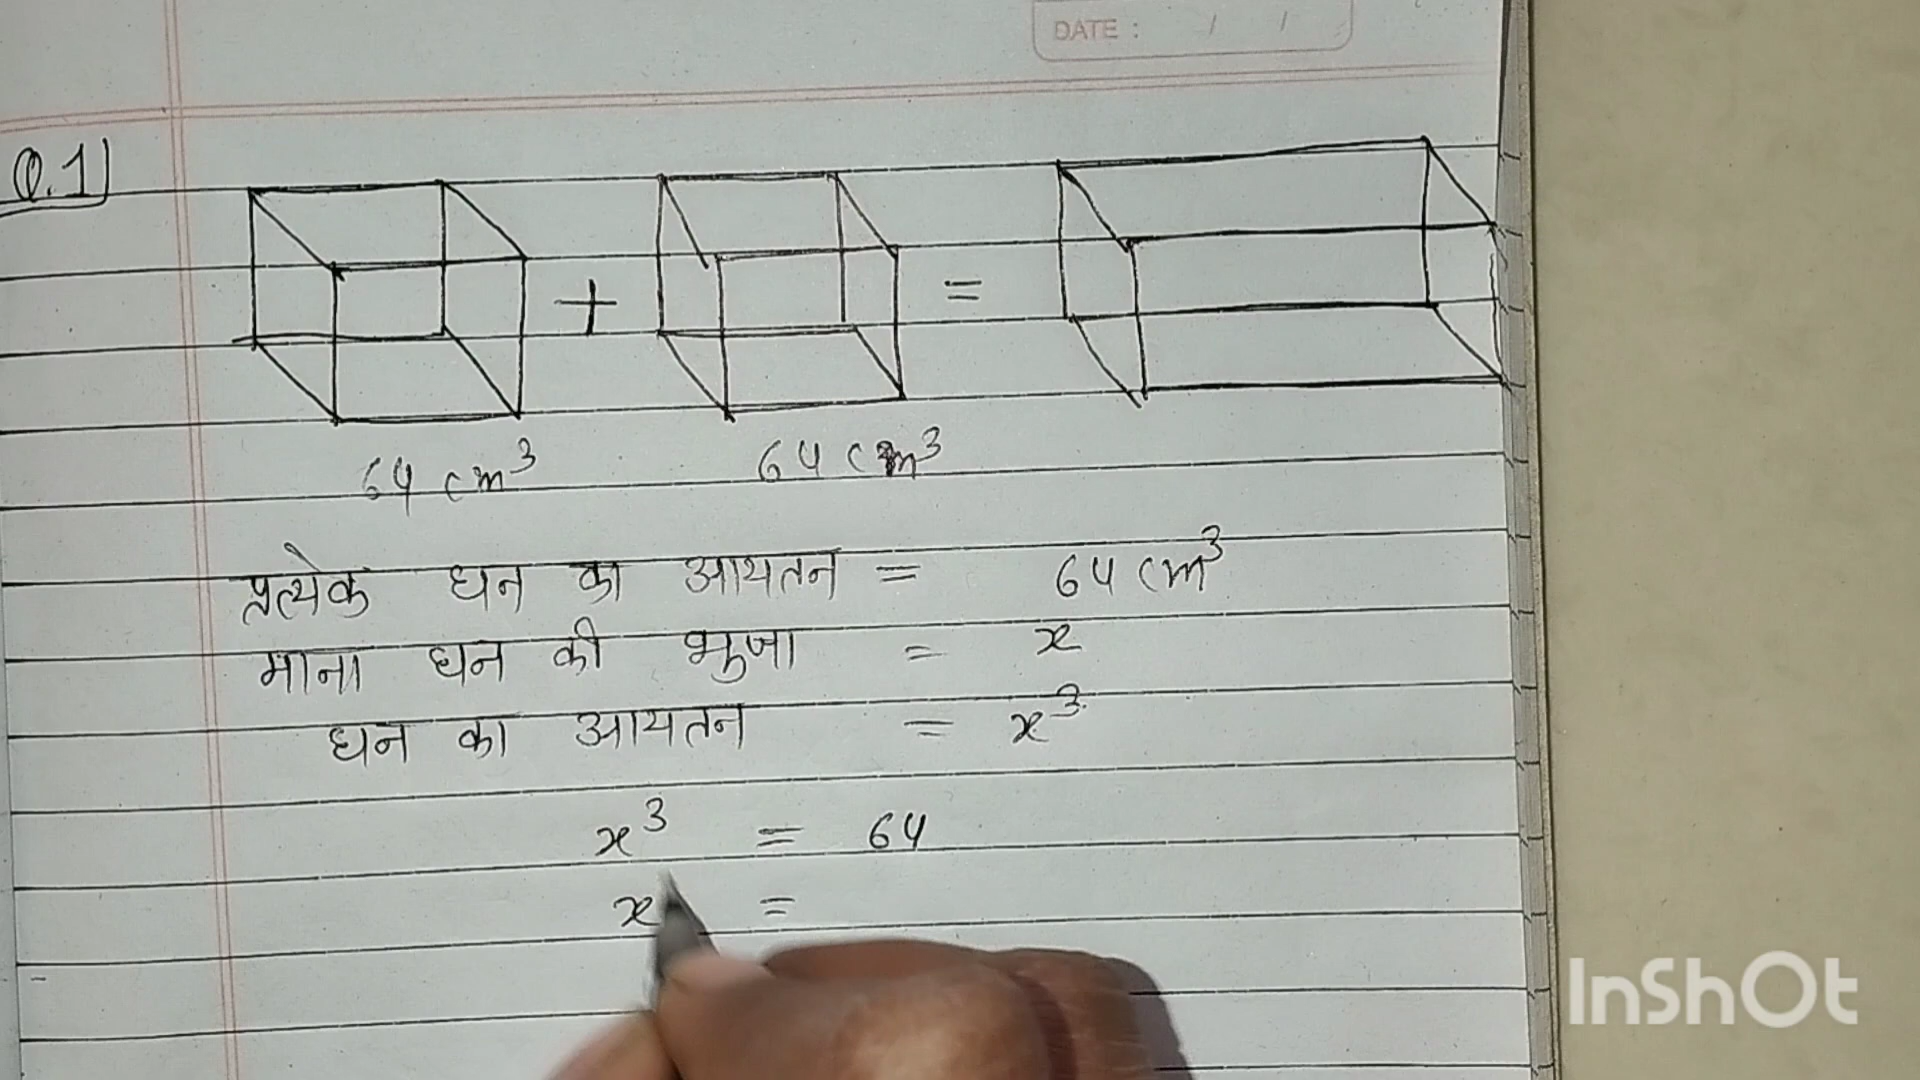 DATE : / /
Q.1)
+ =
64 cm³ 64 cm³
प्रत्येक घन का आयतन = 64 cm³
माना घन की भुजा = x
घन का आयतन = x³
x³ = 64
x =
InShOt